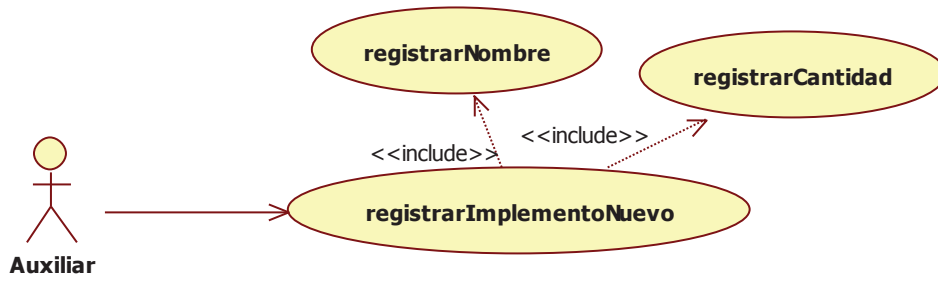 registrarNombre
registrarCantidad
<<include>>
<<include>>
registrarImplementoNuevo
Auxiliar